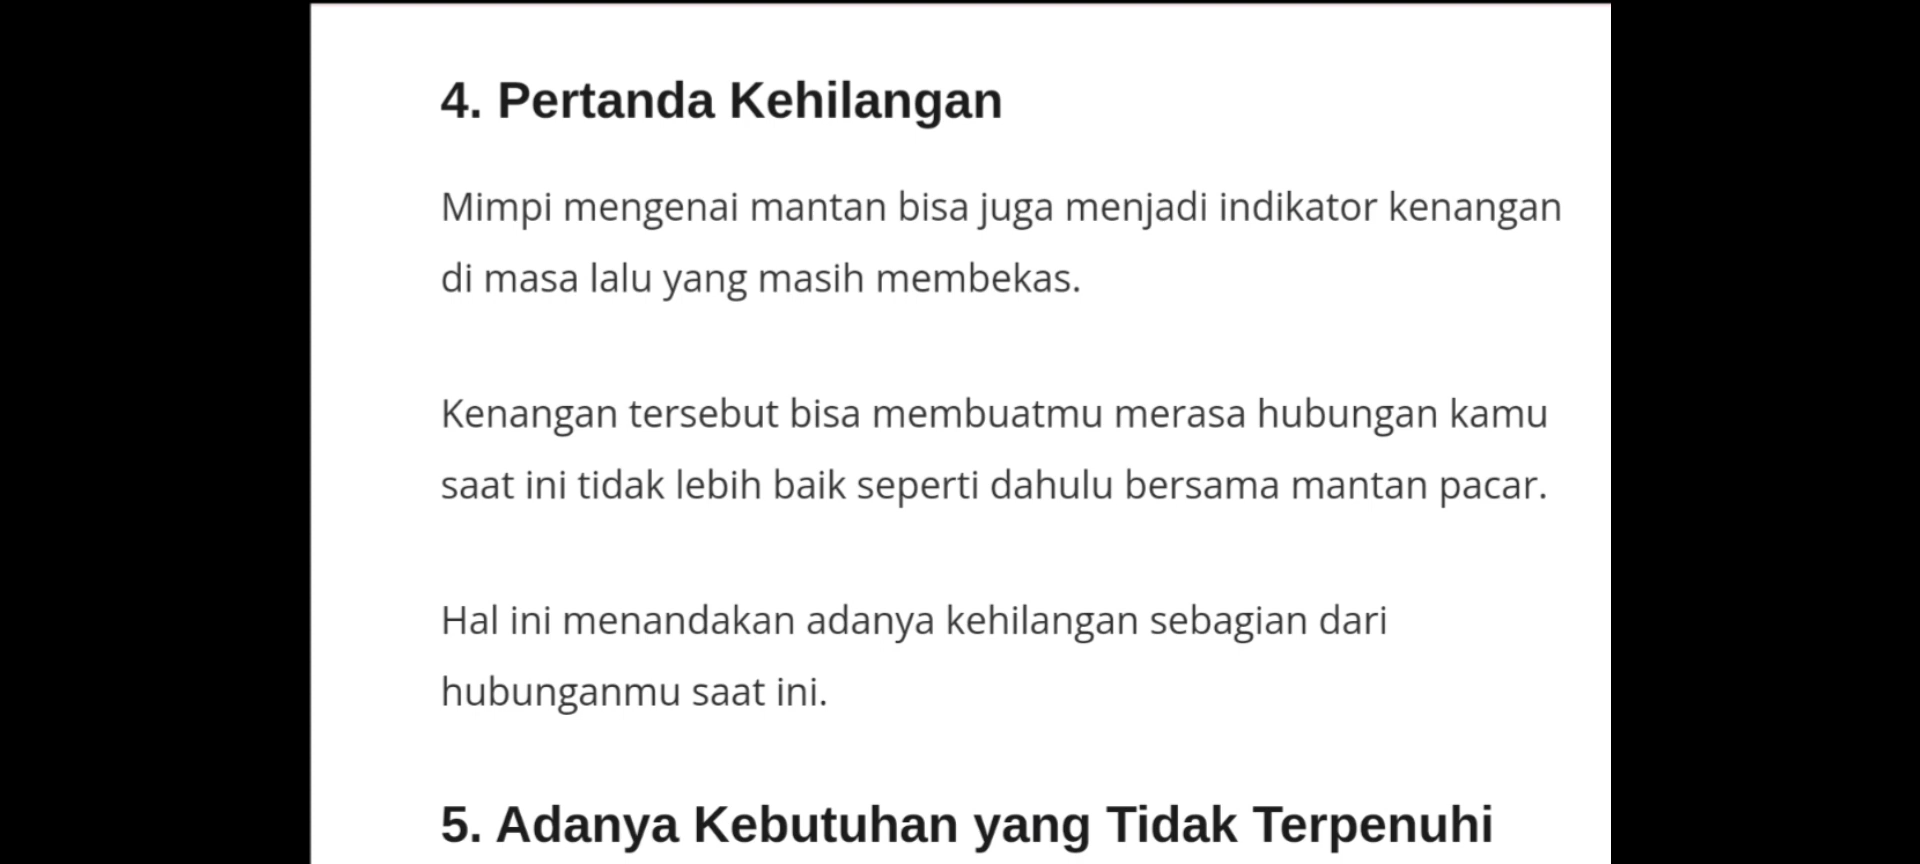 4. Pertanda Kehilangan
Mimpi mengenai mantan bisa juga menjadi indikator kenangan
di masa lalu yang masih membekas.
Kenangan tersebut bisa membuatmu merasa hubungan kamu
saat ini tidak lebih baik seperti dahulu bersama mantan pacar.
Hal ini menandakan adanya kehilangan sebagian dari
hubunganmu saat ini.
5. Adanya Kebutuhan yang Tidak Terpenuhi